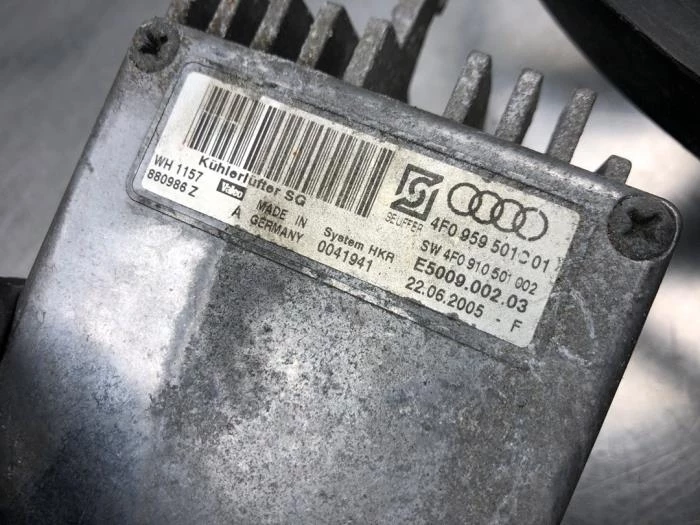 Kühlerlüfter SG
WH 1157
880986 Z
Valeo
A
MADE IN
GERMANY
System HKR
0041941
SEUFFER
4F0 959 501C 01
SW 4F0 910 501 002
E5009.002.03
22.06.2005 - F